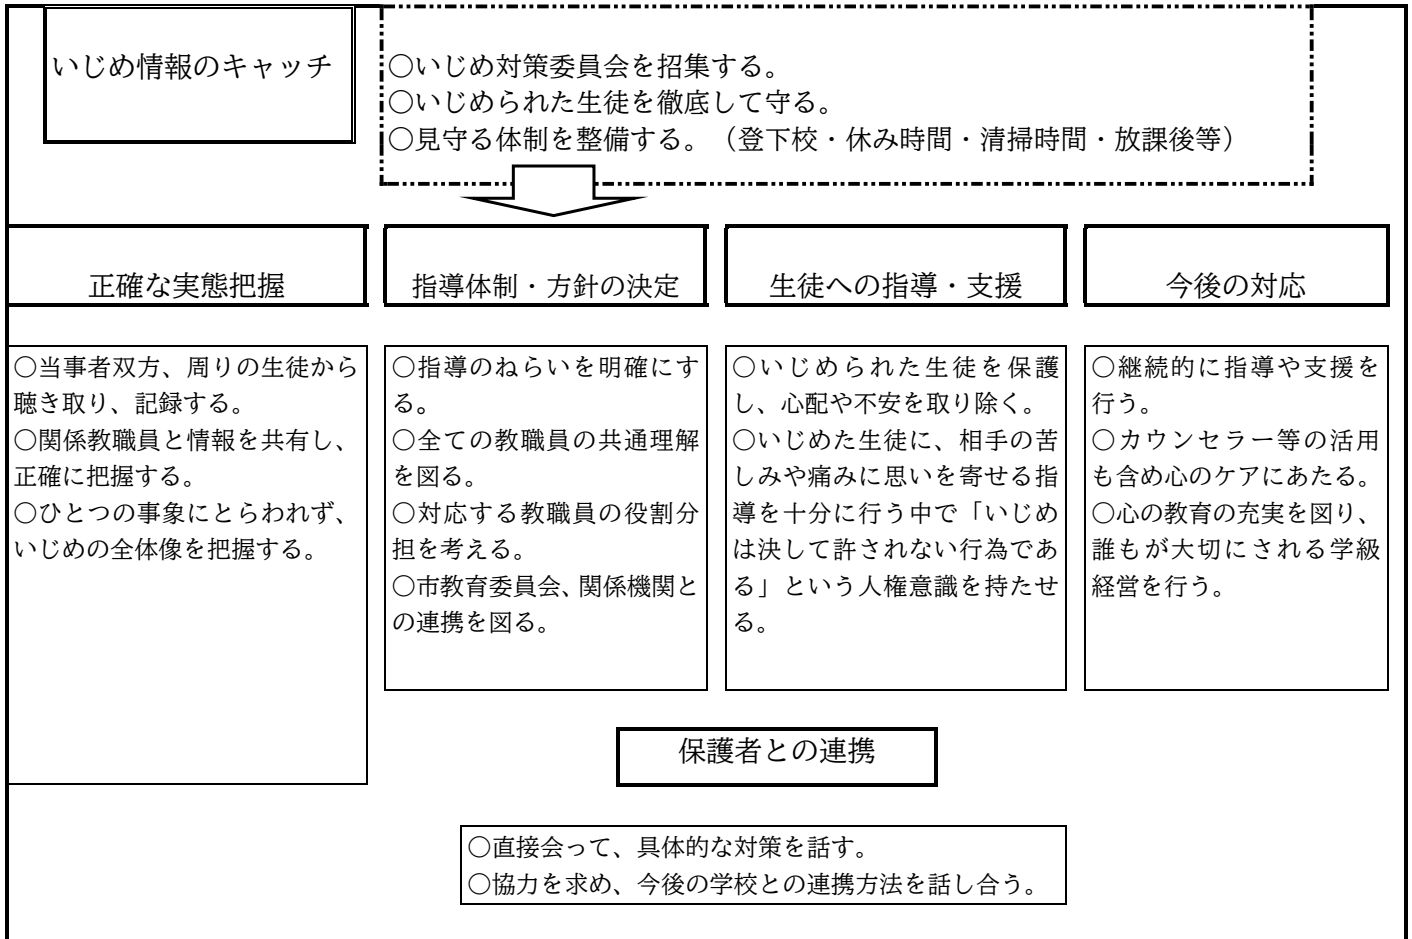 いじめ情報のキャッチ
○いじめ対策委員会を招集する。
○いじめられた生徒を徹底して守る。
○見守る体制を整備する。（登下校・休み時間・清掃時間・放課後等）
正確な実態把握
○当事者双方、周りの生徒から
聴き取り、記録する。
○関係教職員と情報を共有し、
正確に把握する。
○ひとつの事象にとらわれず、
いじめの全体像を把握する。
指導体制・方針の決定
○指導のねらいを明確にす
る。
○全ての教職員の共通理解
を図る。
○対応する教職員の役割分
担を考える。
○市教育委員会、関係機関と
の連携を図る。
生徒への指導・支援
○いじめられた生徒を保護
し、心配や不安を取り除く。
○いじめた生徒に、相手の苦
しみや痛みに思いを寄せる指
導を十分に行う中で「いじめ
は決して許されない行為であ
る」という人権意識を持たせ
る。
今後の対応
○継続的に指導や支援を
行う。
○カウンセラー等の活用
も含め心のケアにあたる。
○心の教育の充実を図り、
誰もが大切にされる学級
経営を行う。
保護者との連携
○直接会って、具体的な対策を話す。
○協力を求め、今後の学校との連携方法を話し合う。